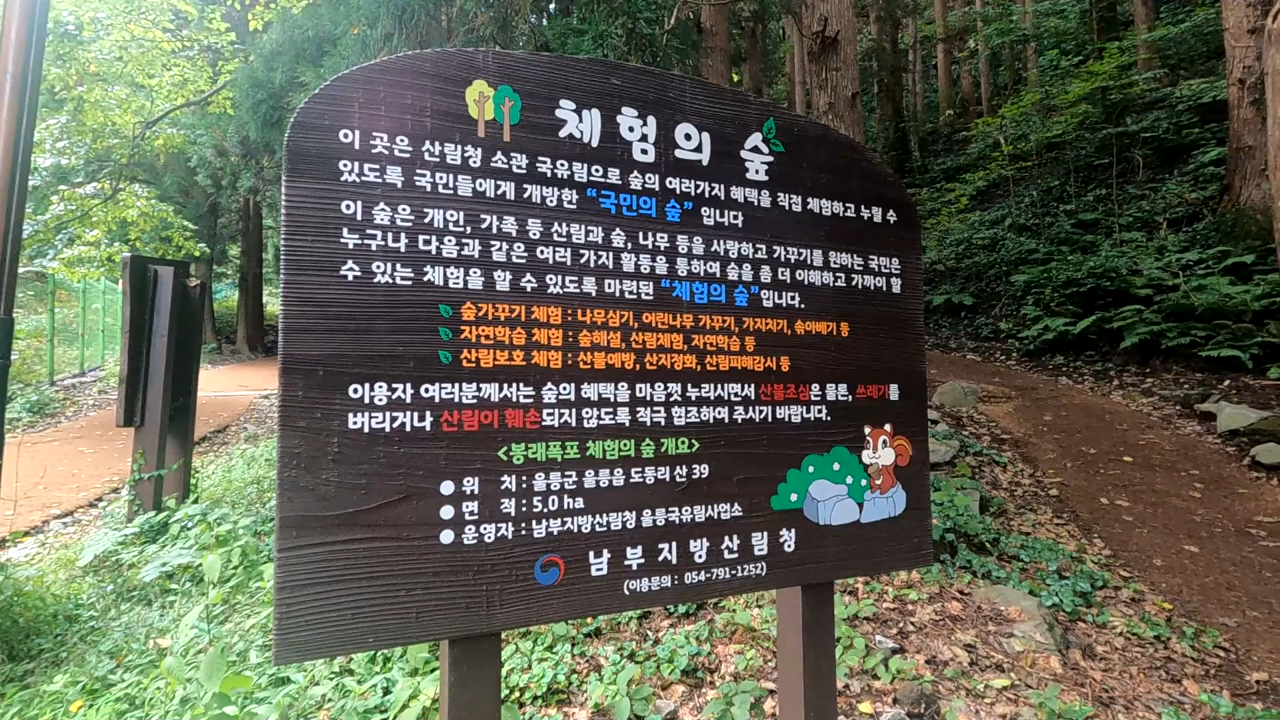 체험의 숲
이 곳은 산림청 소관 국유림으로 숲의 여러가지 혜택을 직접 체험하고 누릴 수
있도록 국민들에게 개방한 “국민의 숲” 입니다
이 숲은 개인, 가족 등 산림과 숲, 나무 등을 사랑하고 가꾸기를 원하는 국민은
누구나 다음과 같은 여러 가지 활동을 통하여 숲을 좀 더 이해하고 가까이 할
수 있는 체험을 할 수 있도록 마련된 “체험의 숲”입니다.
숲가꾸기 체험 : 나무심기, 어린나무 가꾸기, 가지치기, 솎아베기 등
자연학습 체험 : 숲해설, 산림체험, 자연학습 등
산림보호 체험 : 산불예방, 산지정화, 산림피해감시 등
이용자 여러분께서는 숲의 혜택을 마음껏 누리시면서 산불조심은 물론, 쓰레기를
버리거나 산림이 훼손되지 않도록 적극 협조하여 주시기 바랍니다.
<봉래폭포 체험의 숲 개요>
● 위 치 : 울릉군 울릉읍 도동리 산 39
● 면 적 : 5.0 ha
● 운영자 : 남부지방산림청 울릉국유림사업소
남부지방산림청
(이용문의 : 054-791-1252)